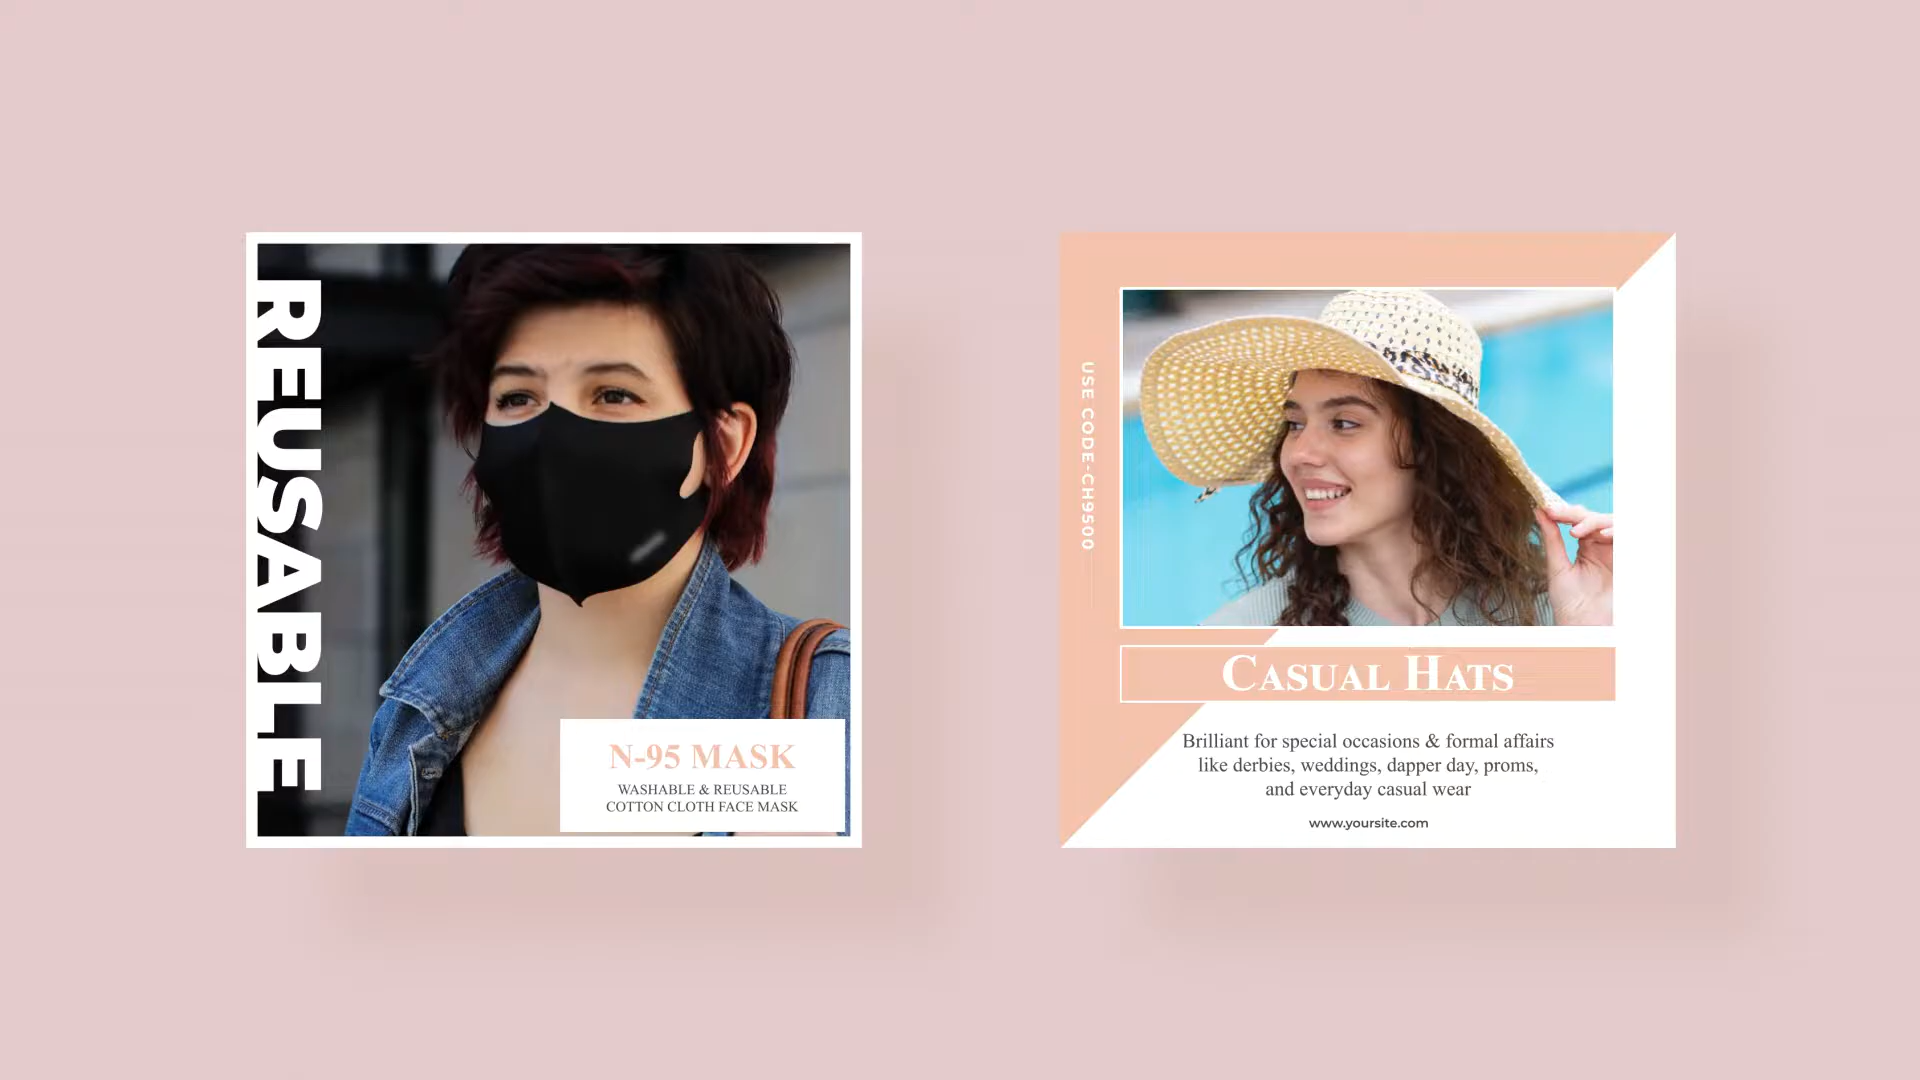 REUSABLE
N-95 MASK
WASHABLE & REUSABLE
COTTON CLOTH FACE MASK
USE CODE-CH9500
CASUAL HATS
Brilliant for special occasions & formal affairs
like derbies, weddings, dapper day, proms,
and everyday casual wear
www.yoursite.com